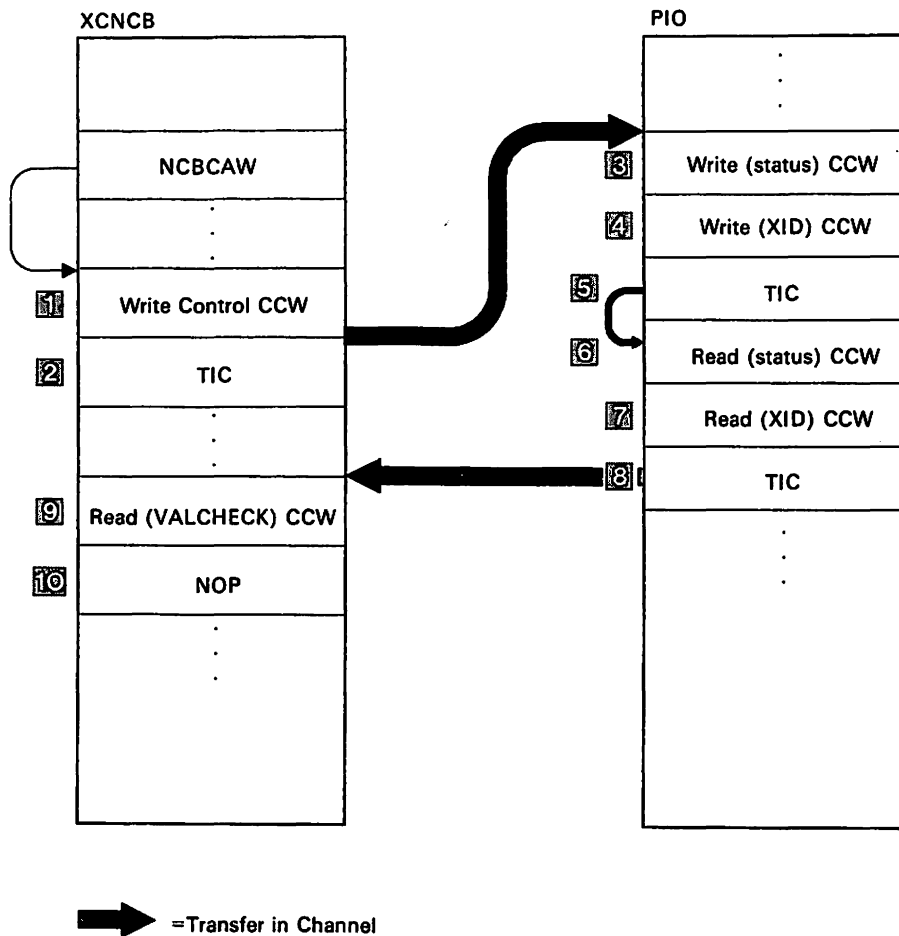 XCNCB
NCBCAW
1 Write Control CCW
2 TIC
9 Read (VALCHECK) CCW
10 NOP
PIO
3 Write (status) CCW
4 Write (XID) CCW
5 TIC
6 Read (status) CCW
7 Read (XID) CCW
8 TIC
=Transfer in Channel